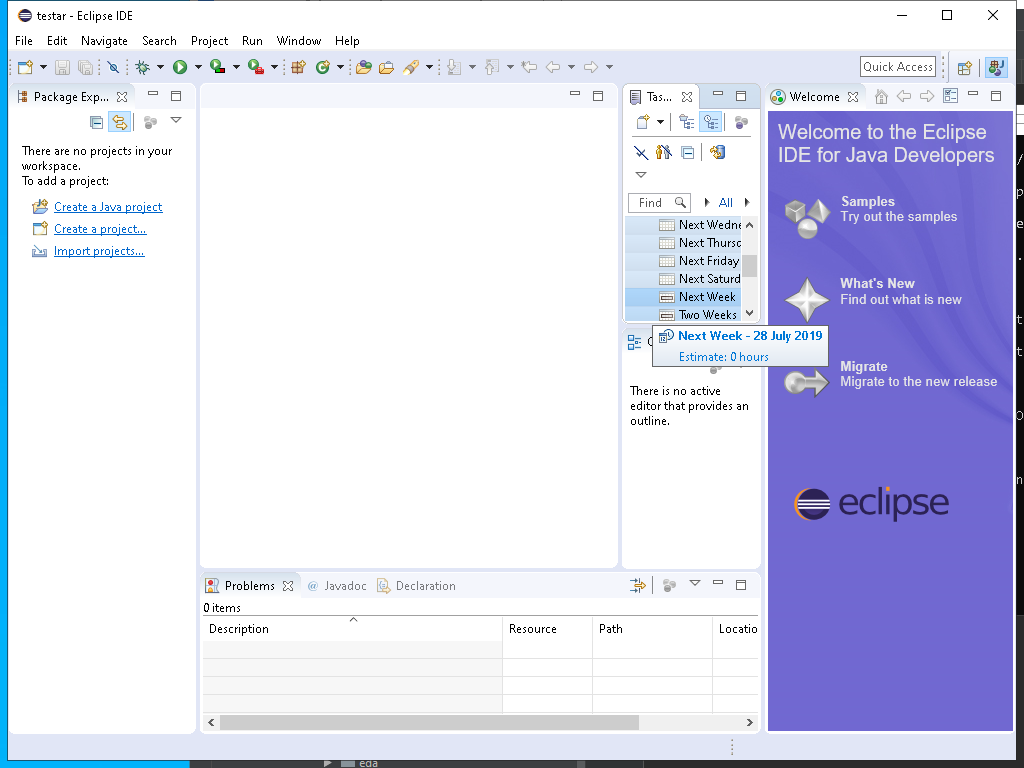 testar - Eclipse IDE
File Edit Navigate Search Project Run Window Help
Quick Access
Package Exp...
There are no projects in your
workspace.
To add a project:
Create a Java project
Create a project...
Import projects...
Tas...
Find
All
Next Wedne
Next Thursd
Next Friday
Next Saturd
Next Week
Two Weeks
Next Week - 28 July 2019
Estimate: 0 hours
There is no active
editor that provides an
outline.
Welcome
Welcome to the Eclipse
IDE for Java Developers
Samples
Try out the samples
What's New
Find out what is new
Migrate
Migrate to the new release
eclipse
Problems @ Javadoc Declaration
0 items
Description Resource Path Locatio
eda